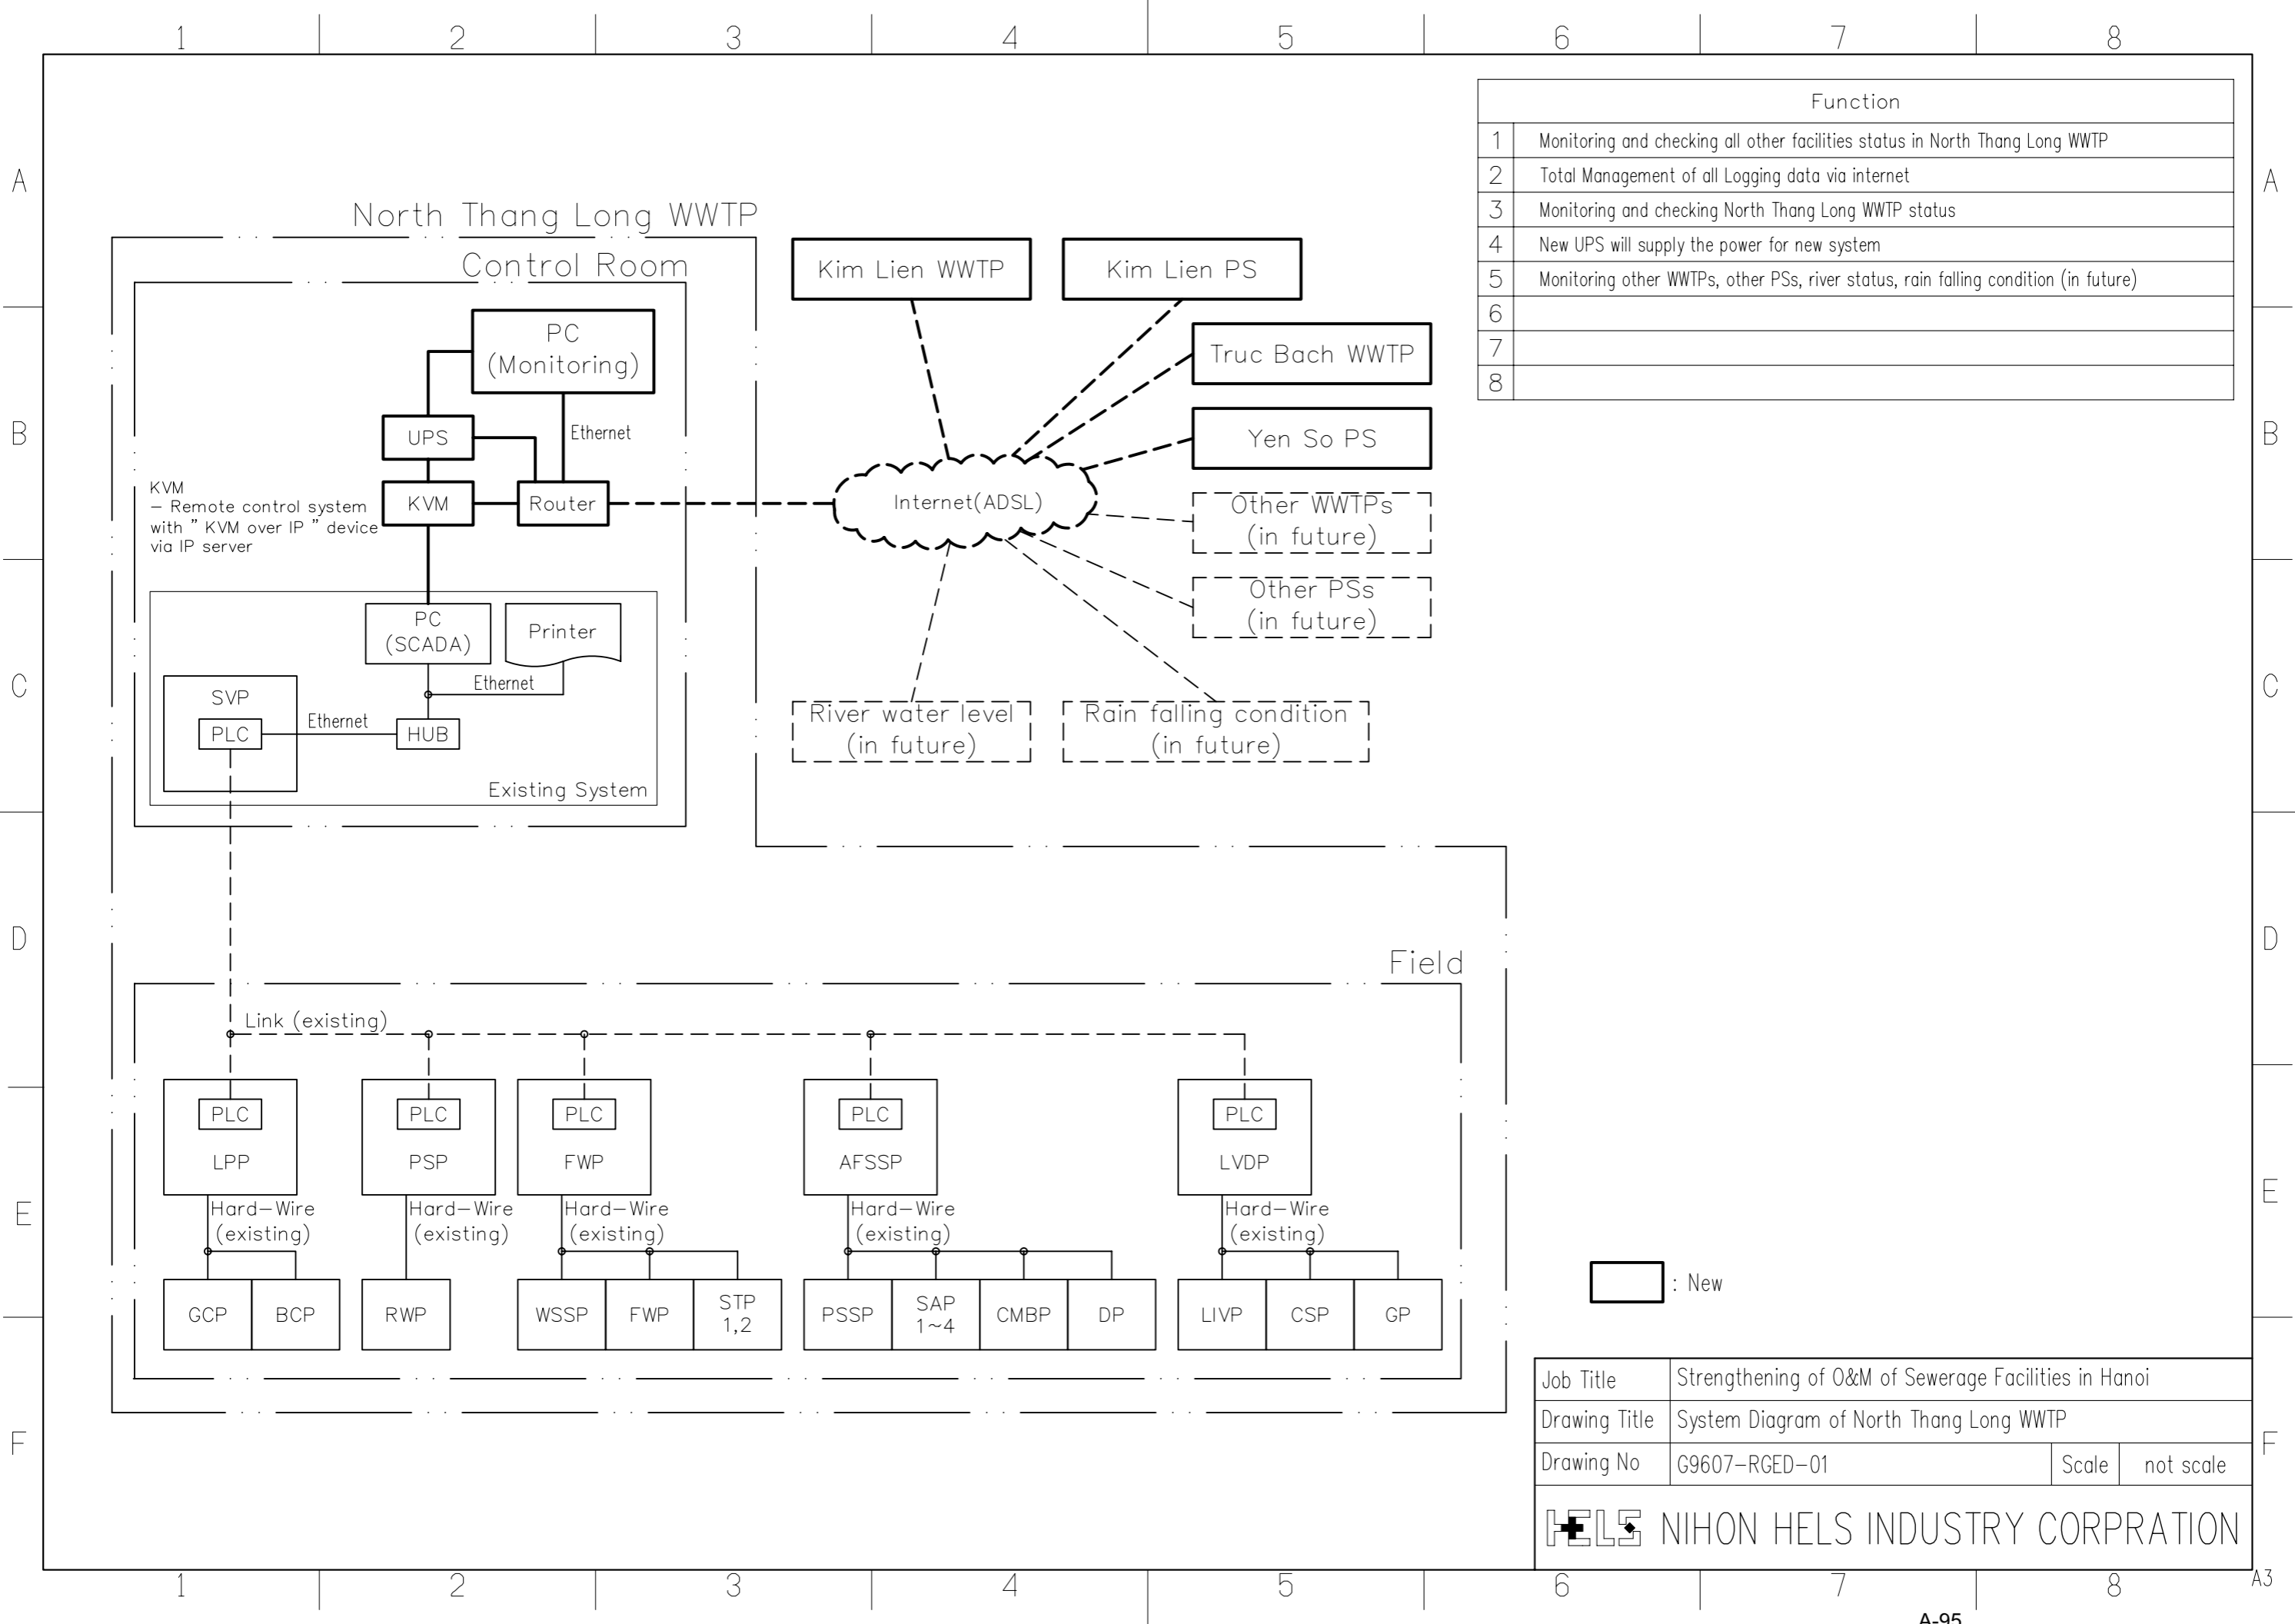 1 2 3 4 5 6 7 8
Function
1 Monitoring and checking all other facilities status in North Thang Long WWTP
2 Total Management of all Logging data via internet
3 Monitoring and checking North Thang Long WWTP status
4 New UPS will supply the power for new system
5 Monitoring other WWTPs, other PSs, river status, rain falling condition (in future)
6
7
8
A A
B B
C C
D D
E E
F F
North Thang Long WWTP
Control Room
PC
(Monitoring)
UPS
Ethernet
KVM
Router
KVM
- Remote control system
with " KVM over IP " device
via IP server
PC
(SCADA)
Printer
Ethernet
SVP
PLC
Ethernet
HUB
Existing System
Kim Lien WWTP
Kim Lien PS
Truc Bach WWTP
Yen So PS
Internet(ADSL)
Other WWTPs
(in future)
Other PSs
(in future)
River water level
(in future)
Rain falling condition
(in future)
Field
Link (existing)
PLC
LPP
Hard-Wire
(existing)
GCP BCP
PLC
PSP
Hard-Wire
(existing)
RWP
PLC
FWP
Hard-Wire
(existing)
WSSP FWP STP
1,2
PLC
AFSSP
Hard-Wire
(existing)
PSSP SAP
1~4
CMBP DP
PLC
LVDP
Hard-Wire
(existing)
LIVP CSP GP
: New
Job Title Strengthening of O&M of Sewerage Facilities in Hanoi
Drawing Title System Diagram of North Thang Long WWTP
Drawing No G9607-RGED-01 Scale not scale
HELS NIHON HELS INDUSTRY CORPRATION
1 2 3 4 5 6 7 8
A3
A-95